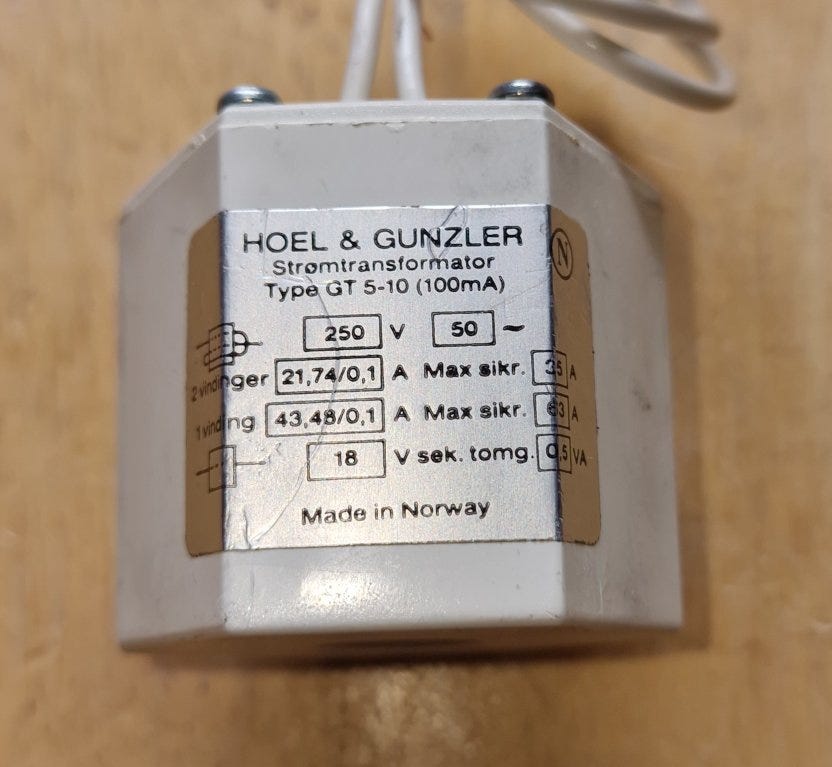 HOEL & GUNZLER N
Strømtransformator
Type GT 5-10 (100mA)
250 V 50 ~
2 vindinger 21,74/0,1 A Max sikr. 35 A
1 vinding 43,48/0,1 A Max sikr. 63 A
18 V sek. tomg. 0,5 VA
Made in Norway